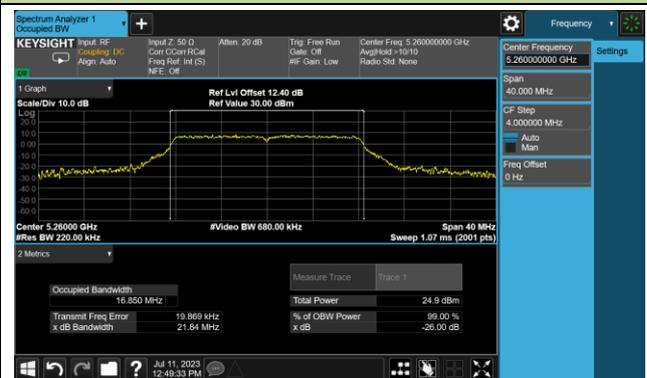 Spectrum Analyzer 1
Occupied BW
+
Frequency
KEYSIGHT
Input: RF
Coupling: DC
Align: Auto
Input Z: 50 Ω
Corr CCorr RCal
Freq Ref: Int (S)
NFE: Off
Atten: 20 dB
Trig: Free Run
Gate: Off
#IF Gain: Low
Center Freq: 5.260000000 GHz
Avg|Hold:>10/10
Radio Std: None
Center Frequency
5.260000000 GHz
Settings
Span
40.000 MHz
CF Step
4.000000 MHz
Auto
Man
Freq Offset
0 Hz
1 Graph
Scale/Div 10.0 dB
Ref Lvl Offset 12.40 dB
Ref Value 30.00 dBm
Log
20.0
10.0
0.00
-10.0
-20.0
-30.0
-40.0
-50.0
-60.0
Center 5.26000 GHz
#Res BW 220.00 kHz
#Video BW 680.00 kHz
Span 40 MHz
Sweep 1.07 ms (2001 pts)
2 Metrics
Measure Trace
Trace 1
Occupied Bandwidth
16.850 MHz
Total Power
24.9 dBm
Transmit Freq Error
19.869 kHz
% of OBW Power
99.00 %
x dB Bandwidth
21.84 MHz
x dB
-26.00 dB
?
Jul 11, 2023
12:49:33 PM